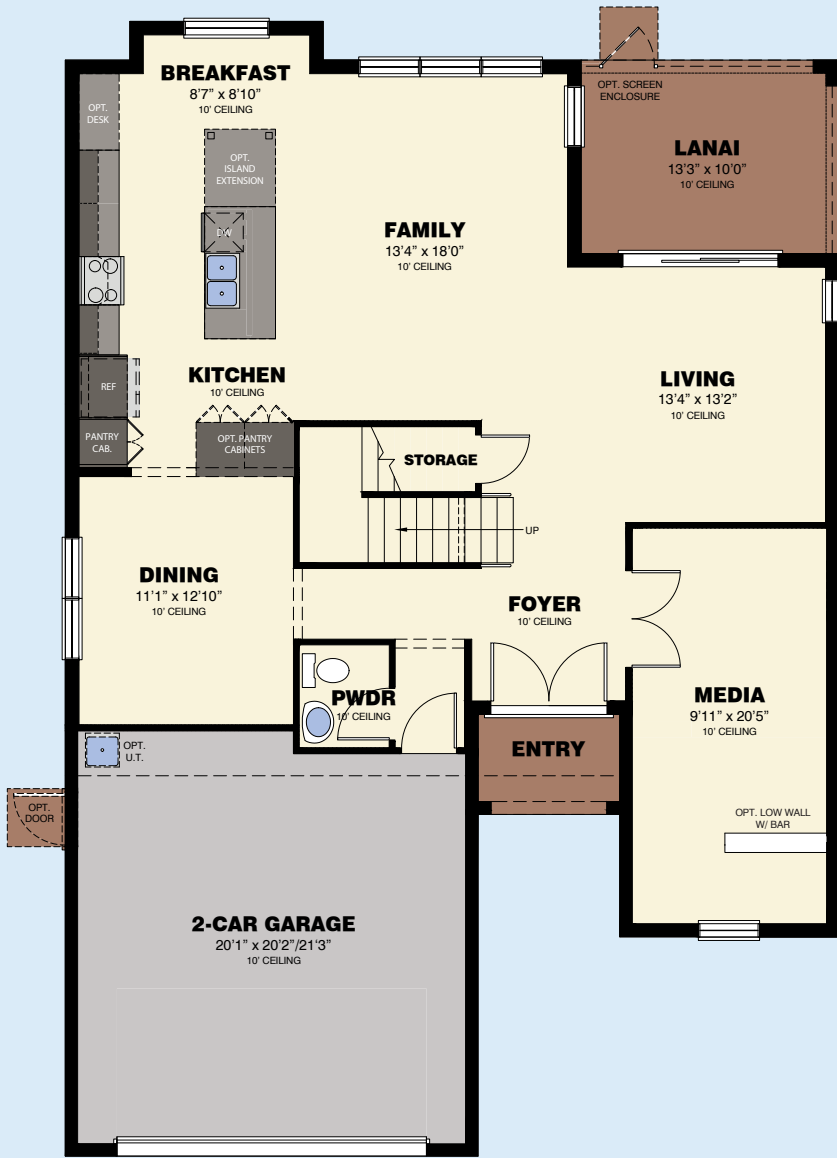 BREAKFAST
8'7" x 8'10"
10' CEILING
OPT.
DESK
OPT.
ISLAND
EXTENSION
DW
FAMILY
13'4" x 18'0"
10' CEILING
OPT. SCREEN
ENCLOSURE
LANAI
13'3" x 10'0"
10' CEILING
REF
KITCHEN
10' CEILING
PANTRY
CAB.
OPT. PANTRY
CABINETS
LIVING
13'4" x 13'2"
10' CEILING
STORAGE
UP
DINING
11'1" x 12'10"
10' CEILING
FOYER
10' CEILING
PWDR
10' CEILING
MEDIA
9'11" x 20'5"
10' CEILING
ENTRY
OPT.
U.T.
OPT.
DOOR
OPT. LOW WALL
W/ BAR
2-CAR GARAGE
20'1" x 20'2"/21'3"
10' CEILING